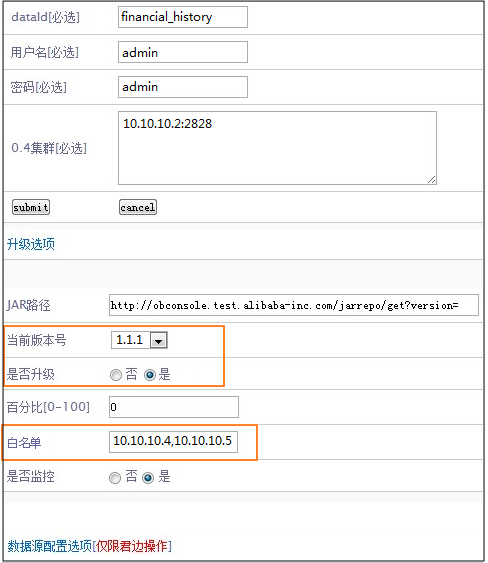 dataId[必选] financial_history
用户名[必选] admin
密码[必选] admin
0.4集群[必选] 10.10.10.2:2828
submit cancel
升级选项
JAR路径 http://obconsole.test.alibaba-inc.com/jarrepo/get?version=
当前版本号 1.1.1
是否升级 否 是
百分比[0-100] 0
白名单 10.10.10.4,10.10.10.5
是否监控 否 是
数据源配置选项[仅限君边操作]